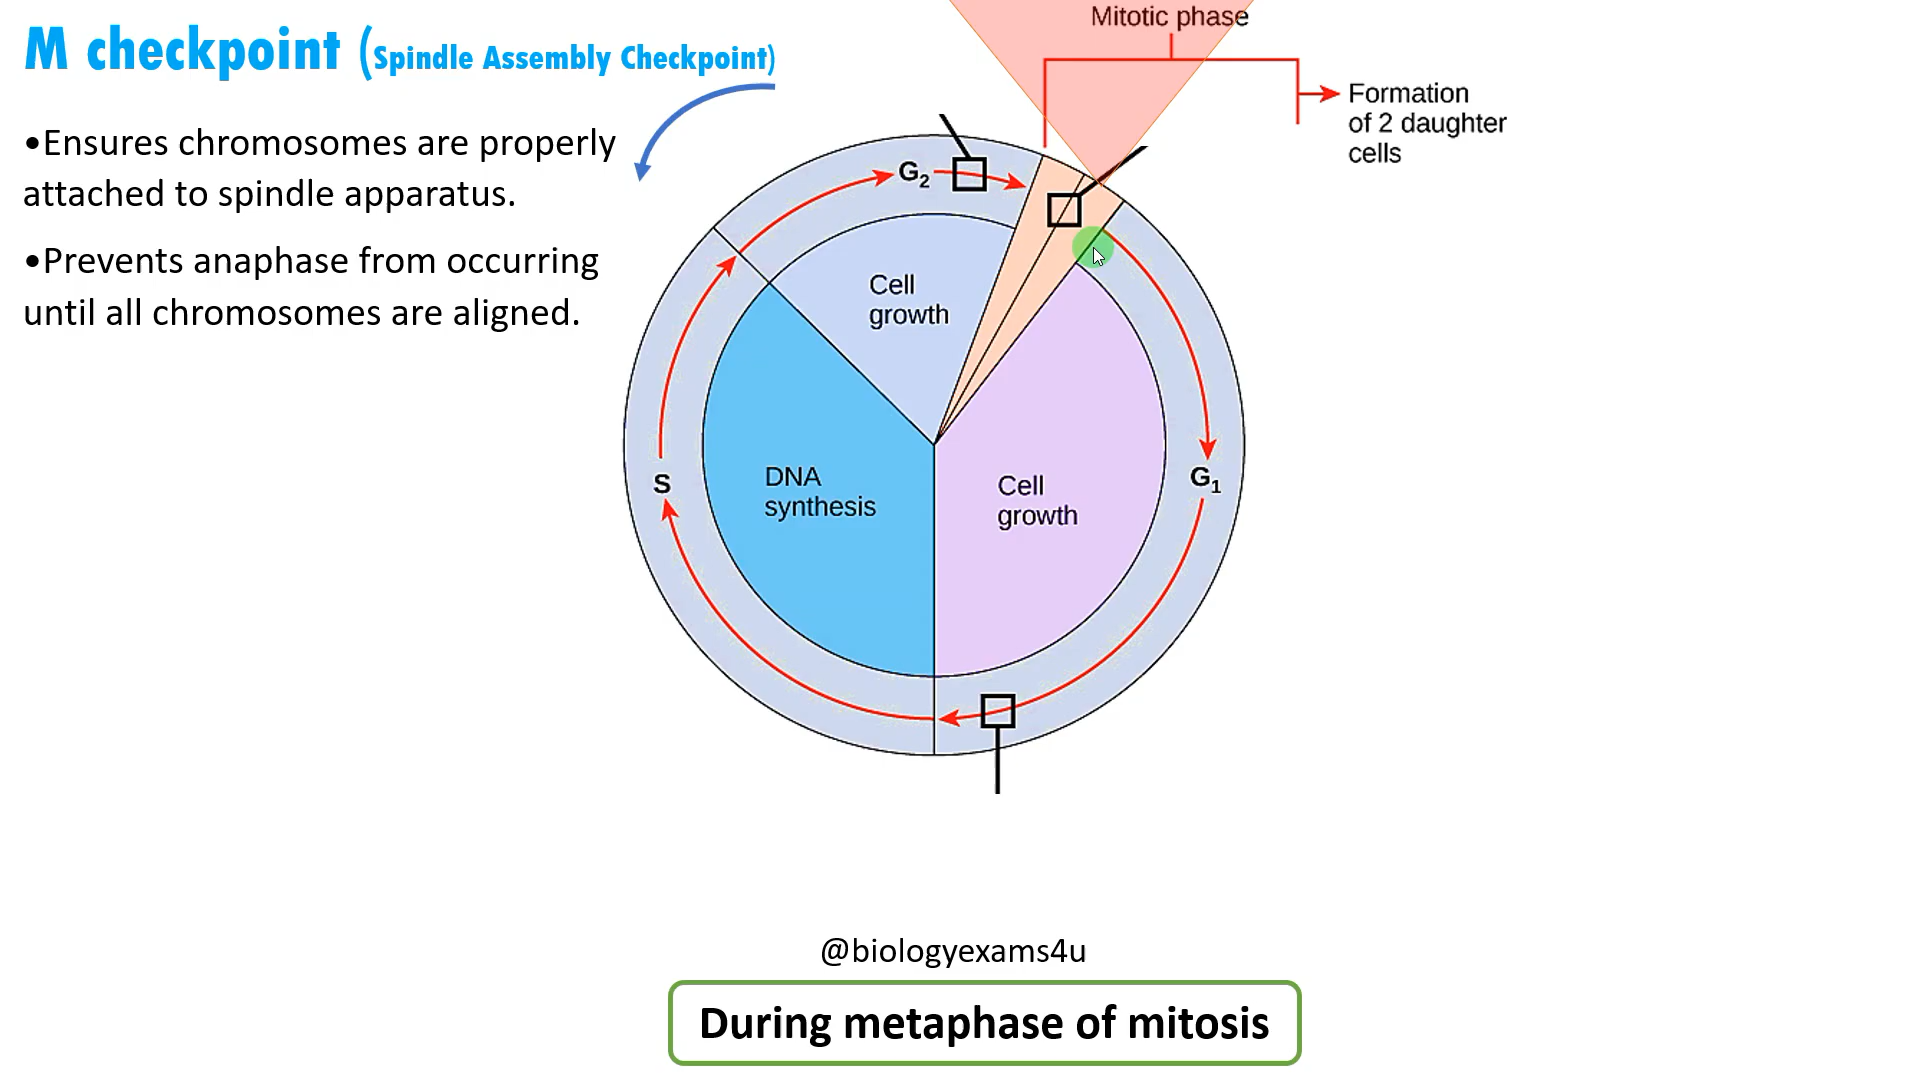 M checkpoint (Spindle Assembly Checkpoint)
•Ensures chromosomes are properly
attached to spindle apparatus.
•Prevents anaphase from occurring
until all chromosomes are aligned.
Mitotic phase
Formation
of 2 daughter
cells
G₂
Cell
growth
DNA
synthesis
S
Cell
growth
G₁
@biologyexams4u
During metaphase of mitosis